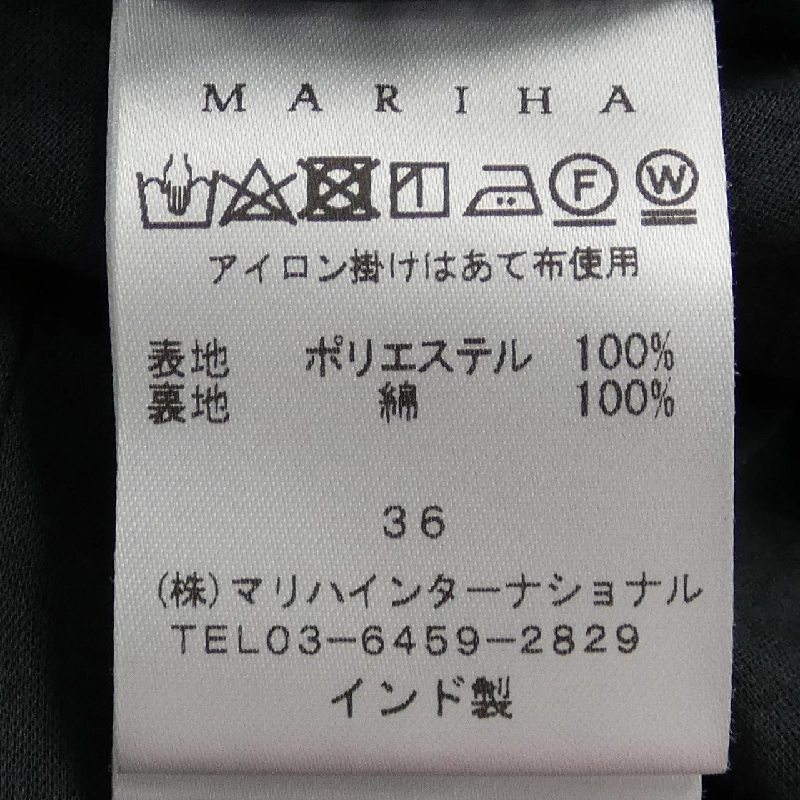 MARIHA
F W
アイロン掛けはあて布使用
表地 ポリエステル 100%
裏地 綿 100%
36
(株)マリハインターナショナル
TEL03-6459-2829
インド製